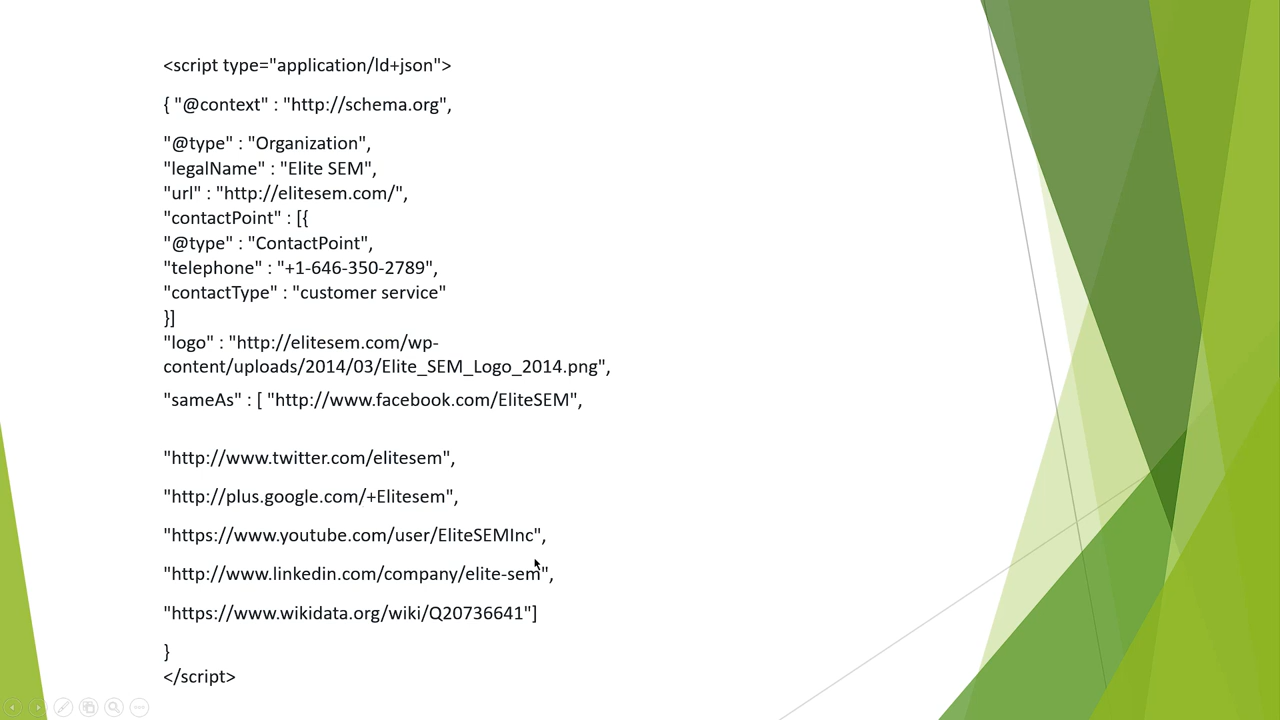 <script type="application/ld+json">
{ "@context" : "http://schema.org",
"@type" : "Organization",
"legalName" : "Elite SEM",
"url" : "http://elitesem.com/",
"contactPoint" : [{
"@type" : "ContactPoint",
"telephone" : "+1-646-350-2789",
"contactType" : "customer service"
}]
"logo" : "http://elitesem.com/wp-
content/uploads/2014/03/Elite_SEM_Logo_2014.png",
"sameAs" : [ "http://www.facebook.com/EliteSEM",
"http://www.twitter.com/elitesem",
"http://plus.google.com/+Elitesem",
"https://www.youtube.com/user/EliteSEMInc",
"http://www.linkedin.com/company/elite-sem",
"https://www.wikidata.org/wiki/Q20736641"]
}
</script>